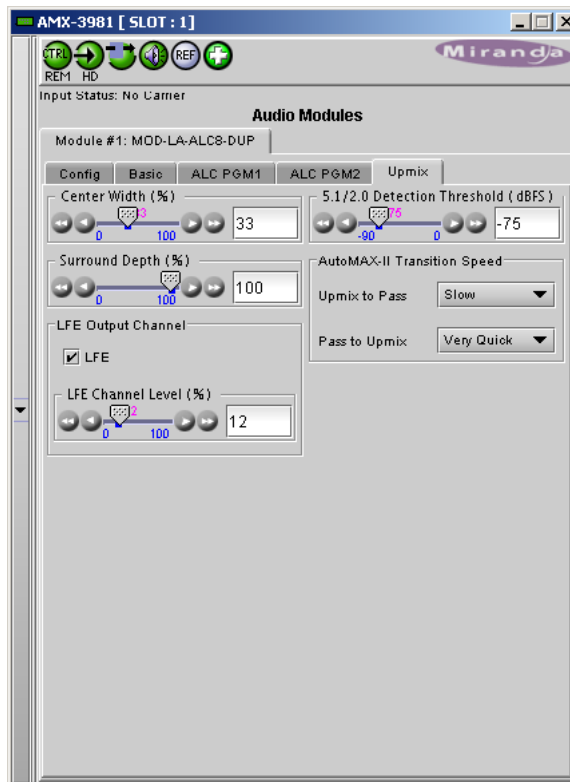 AMX-3981 [ SLOT : 1]
CTRL REF
REM HD
Miranda
Input Status: No Carrier
Audio Modules
Module #1: MOD-LA-ALC8-DUP
Config Basic ALC PGM1 ALC PGM2 Upmix
Center Width (%)
33
0 100
Surround Depth (%)
100
0 100
LFE Output Channel
LFE
LFE Channel Level (%)
12
0 100
5.1/2.0 Detection Threshold (dBFS)
-75
-90 0
AutoMAX-II Transition Speed
Upmix to Pass Slow
Pass to Upmix Very Quick